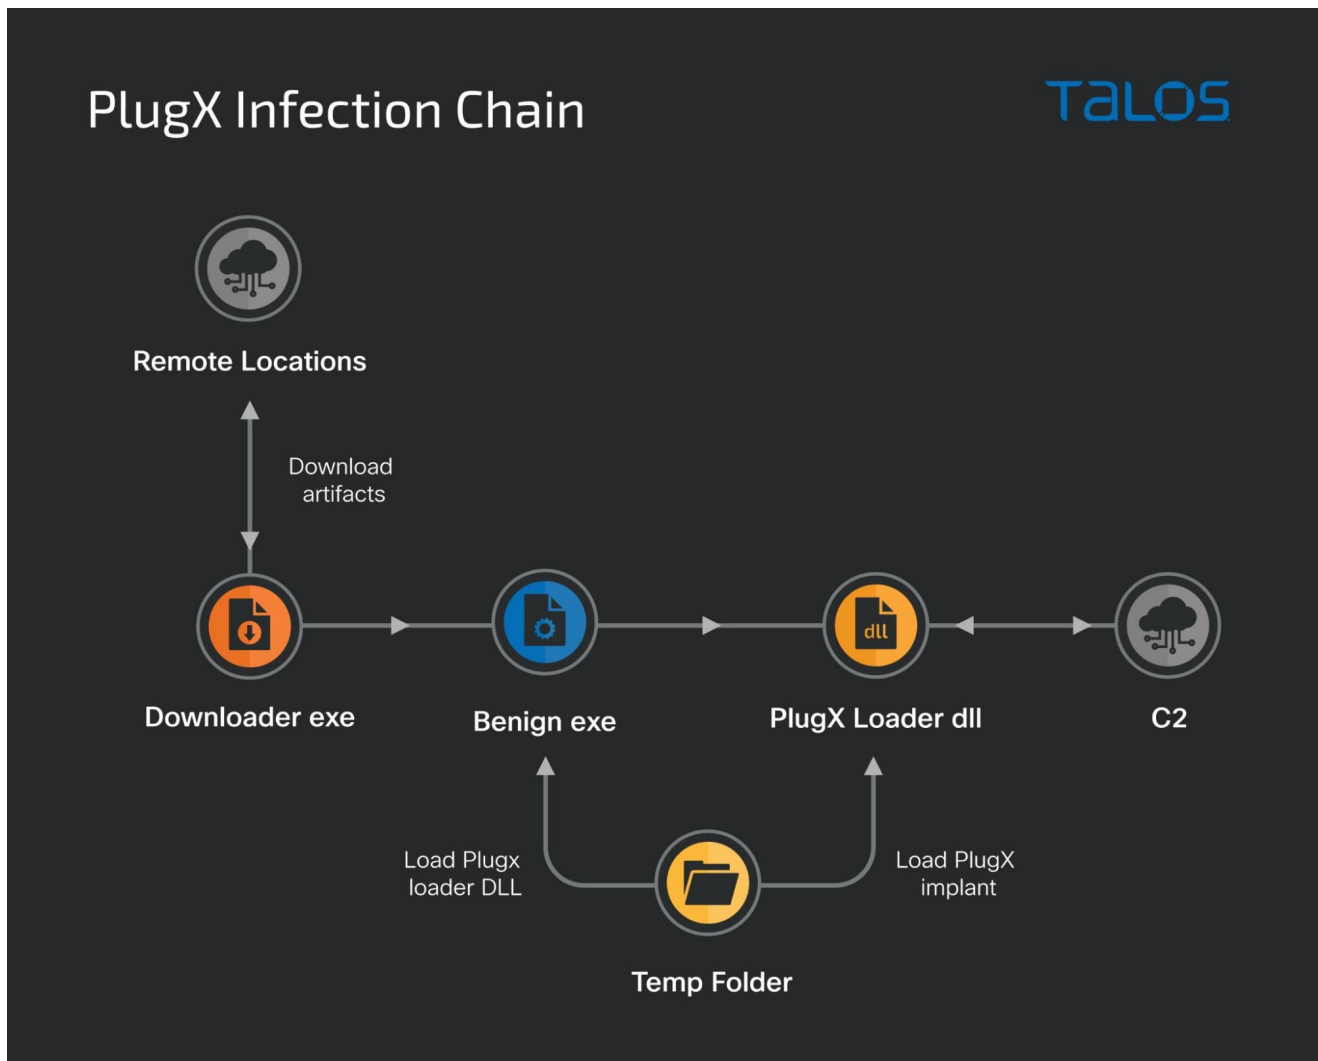 PlugX Infection Chain
TALOS
Remote Locations
Download
artifacts
dll
Downloader exe
Benign exe
PlugX Loader dll
C2
Load Plugx
loader DLL
Load PlugX
implant
Temp Folder